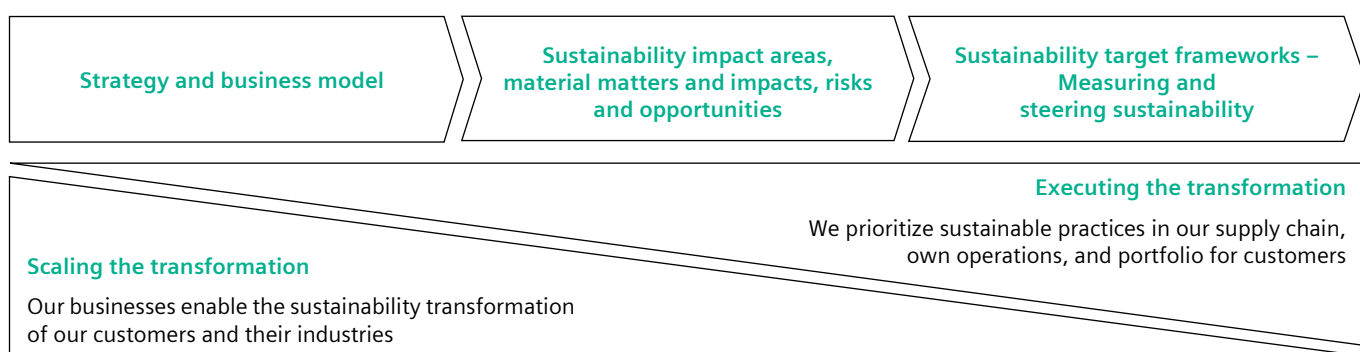 Strategy and business model
Sustainability impact areas,
material matters and impacts, risks
and opportunities
Sustainability target frameworks –
Measuring and
steering sustainability
Executing the transformation
We prioritize sustainable practices in our supply chain,
own operations, and portfolio for customers
Scaling the transformation
Our businesses enable the sustainability transformation
of our customers and their industries